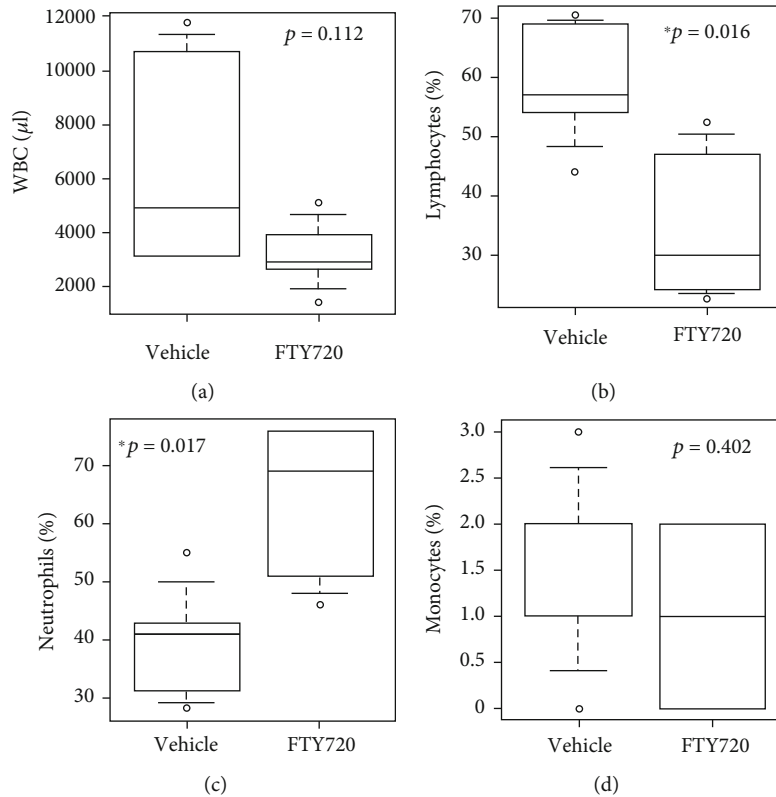 12000
10000
8000
6000
4000
2000
WBC (µl)
p = 0.112
Vehicle
FTY720
(a)
70
60
50
40
30
Lymphocytes (%)
*p = 0.016
Vehicle
FTY720
(b)
70
60
50
40
30
Neutrophils (%)
*p = 0.017
Vehicle
FTY720
(c)
3.0
2.5
2.0
1.5
1.0
0.5
0
Monocytes (%)
p = 0.402
Vehicle
FTY720
(d)